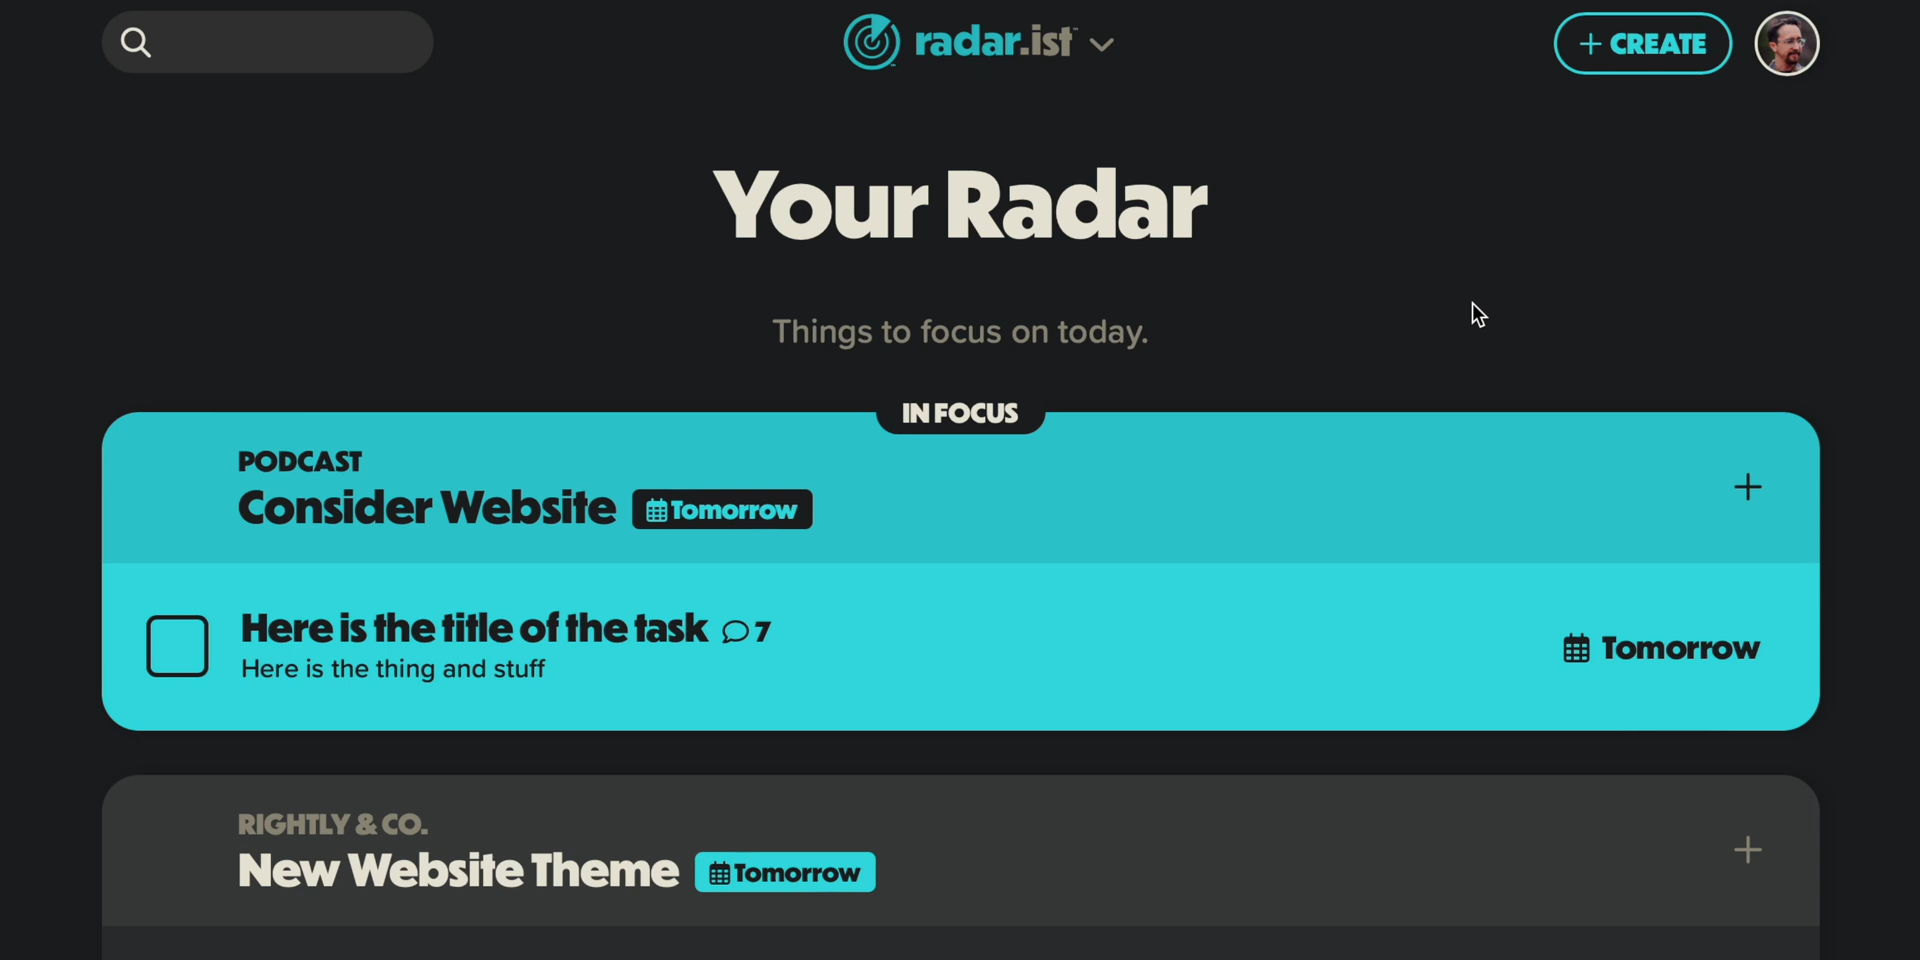 radar.ist™
+ CREATE
Your Radar
Things to focus on today.
IN FOCUS
PODCAST
Consider Website
Tomorrow
Here is the title of the task
7
Here is the thing and stuff
Tomorrow
RIGHTLY & CO.
New Website Theme
Tomorrow